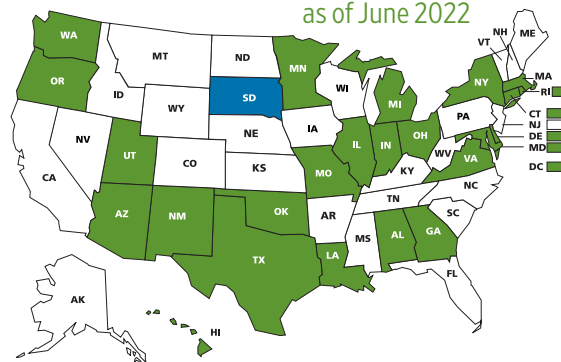 as of June 2022
WA
MT
ND
MN
VT
NH
ME
OR
ID
WY
SD
WI
MI
NY
MA
RI
CT
NJ
DE
MD
DC
NV
UT
CO
NE
IA
IL
IN
OH
PA
WV
VA
CA
KS
MO
KY
NC
AZ
NM
OK
AR
TN
SC
TX
LA
MS
AL
GA
FL
AK
HI